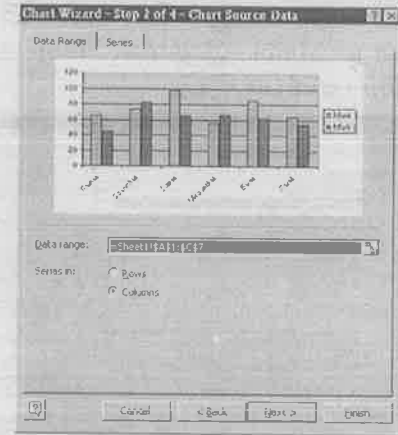 Chart Wizard - Step 2 of 4 - Chart Source Data
Data Range
Series
120
100
80
60
40
20
0
Data range:
=Sheet1!$A$1:$C$7
Series in:
Rows
Columns
Cancel
< Back
Next >
Finish